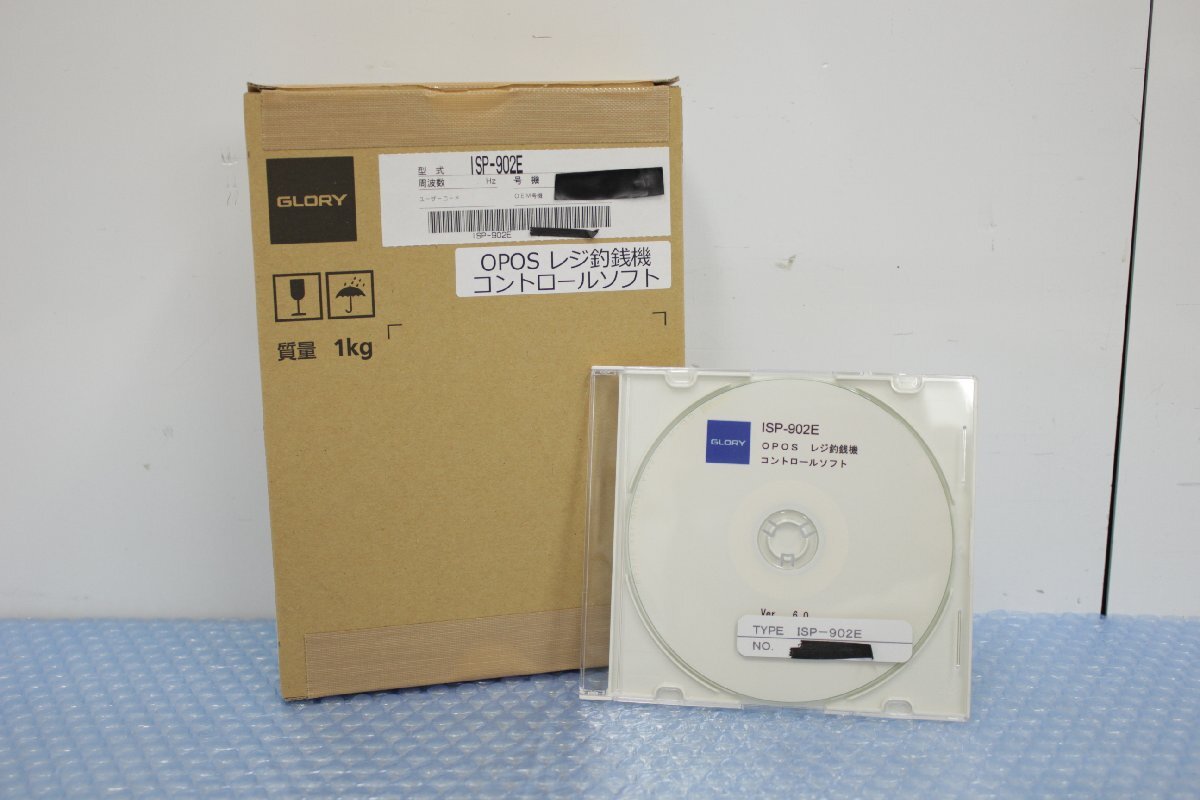 GLORY
型式 ISP-902E
周波数 Hz 号機
ユーザーコード OEM号機
ISP-902E
OPOS レジ釣銭機
コントロールソフト
質量 1kg
GLORY
ISP-902E
OPOS レジ釣銭機
コントロールソフト
Ver. 6.0
TYPE ISP-902E
NO.